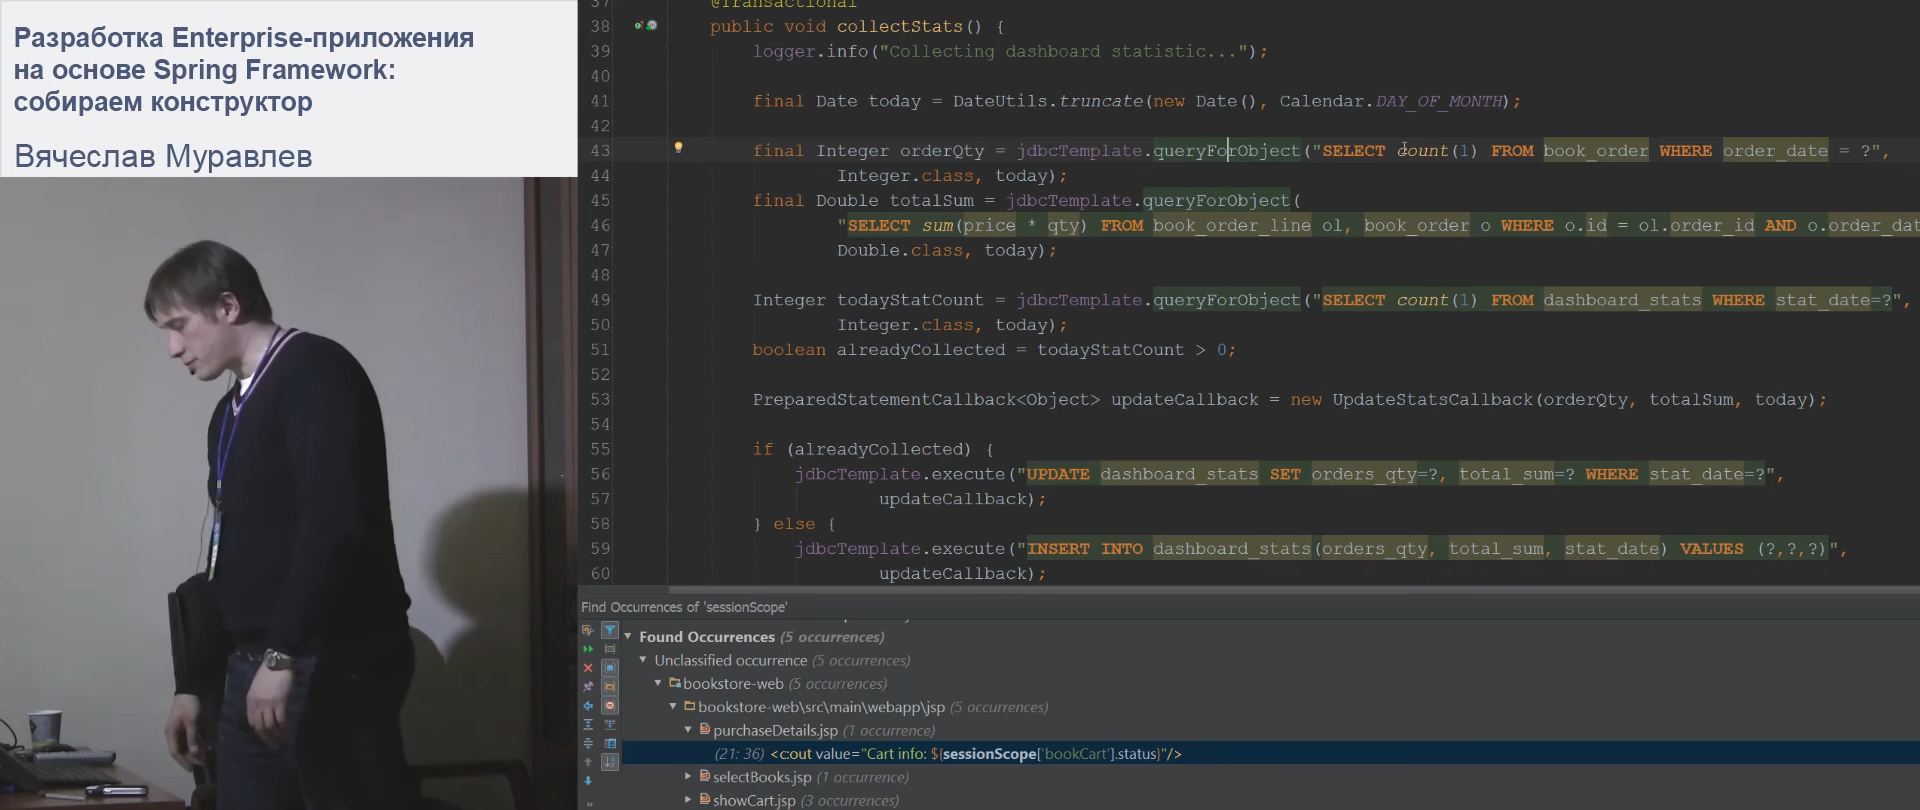 Разработка Enterprise-приложения
на основе Spring Framework:
собираем конструктор
Вячеслав Муравлев
37 @Transactional
38 public void collectStats() {
39 logger.info("Collecting dashboard statistic...");
40
41 final Date today = DateUtils.truncate(new Date(), Calendar.DAY_OF_MONTH);
42
43 final Integer orderQty = jdbcTemplate.queryForObject("SELECT count(1) FROM book_order WHERE order_date = ?",
44 Integer.class, today);
45 final Double totalSum = jdbcTemplate.queryForObject(
46 "SELECT sum(price * qty) FROM book_order_line ol, book_order o WHERE o.id = ol.order_id AND o.order_dat
47 Double.class, today);
48
49 Integer todayStatCount = jdbcTemplate.queryForObject("SELECT count(1) FROM dashboard_stats WHERE stat_date=?",
50 Integer.class, today);
51 boolean alreadyCollected = todayStatCount > 0;
52
53 PreparedStatementCallback<Object> updateCallback = new UpdateStatsCallback(orderQty, totalSum, today);
54
55 if (alreadyCollected) {
56 jdbcTemplate.execute("UPDATE dashboard_stats SET orders_qty=?, total_sum=? WHERE stat_date=?",
57 updateCallback);
58 } else {
59 jdbcTemplate.execute("INSERT INTO dashboard_stats(orders_qty, total_sum, stat_date) VALUES (?,?,?)",
60 updateCallback);
Find Occurrences of 'sessionScope'
Found Occurrences (5 occurrences)
Unclassified occurrence (5 occurrences)
bookstore-web (5 occurrences)
bookstore-web\src\main\webapp\jsp (5 occurrences)
purchaseDetails.jsp (1 occurrence)
(21: 36) <c:out value="Cart info: ${sessionScope['bookCart'].status}"/>
selectBooks.jsp (1 occurrence)
showCart.jsp (3 occurrences)